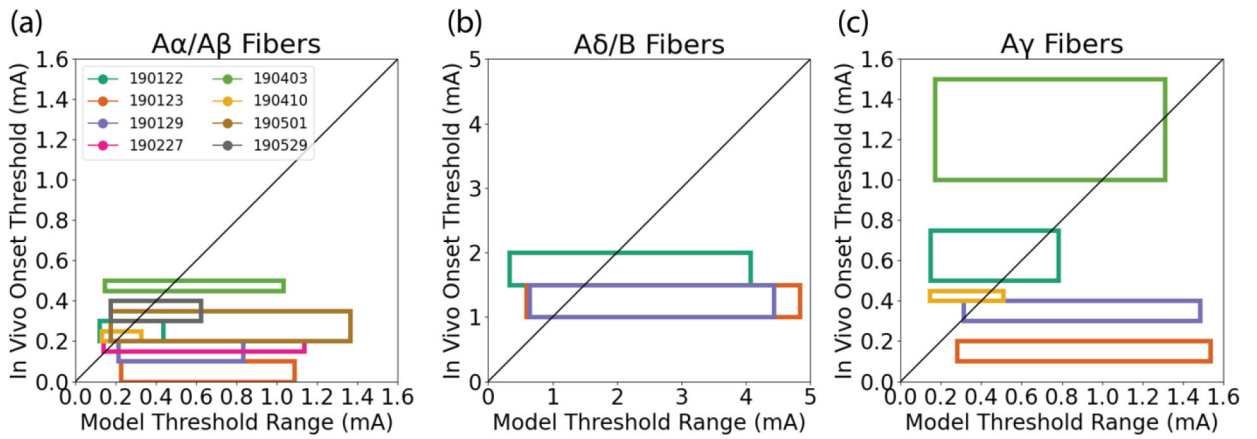 (a)
Aα/Aβ Fibers
In Vivo Onset Threshold (mA)
1.6
1.4
1.2
1.0
0.8
0.6
0.4
0.2
0.0
190122
190123
190129
190227
190403
190410
190501
190529
0.0 0.2 0.4 0.6 0.8 1.0 1.2 1.4 1.6
Model Threshold Range (mA)
(b)
Aδ/B Fibers
In Vivo Onset Threshold (mA)
5
4
3
2
1
0
0 1 2 3 4 5
Model Threshold Range (mA)
(c)
Aγ Fibers
In Vivo Onset Threshold (mA)
1.6
1.4
1.2
1.0
0.8
0.6
0.4
0.2
0.0
0.0 0.2 0.4 0.6 0.8 1.0 1.2 1.4 1.6
Model Threshold Range (mA)